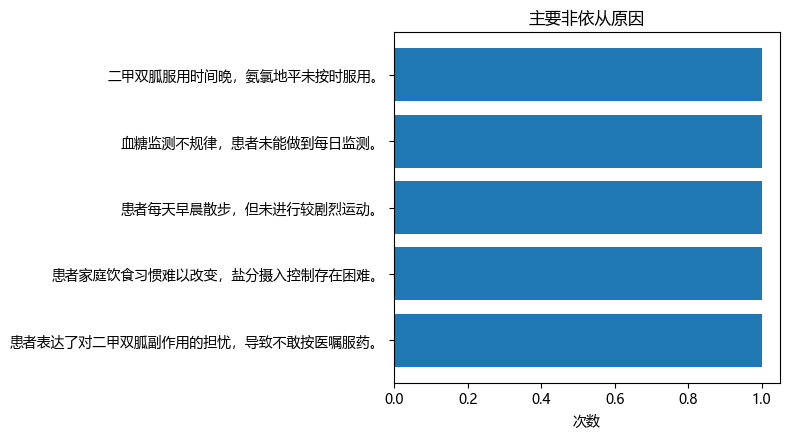 主要非依从原因
二甲双胍服用时间晚，氨氯地平未按时服用。
血糖监测不规律，患者未能做到每日监测。
患者每天早晨散步，但未进行较剧烈运动。
患者家庭饮食习惯难以改变，盐分摄入控制存在困难。
患者表达了对二甲双胍副作用的担忧，导致不敢按医嘱服药。
0.0 0.2 0.4 0.6 0.8 1.0
次数